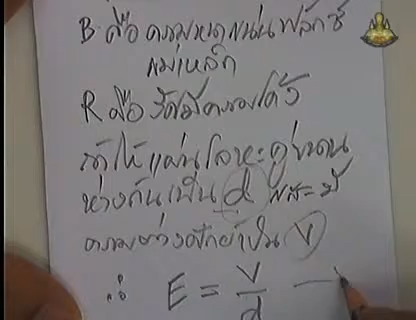 B คือ ความหนาแน่นฟลักซ์
แม่เหล็ก
R คือ รัศมีความโค้ง
ถ้าให้แผ่นโลหะคู่ขนาน
ห่างกันเป็น d และมี
ความต่างศักย์เป็น V
∴ E = V/d —